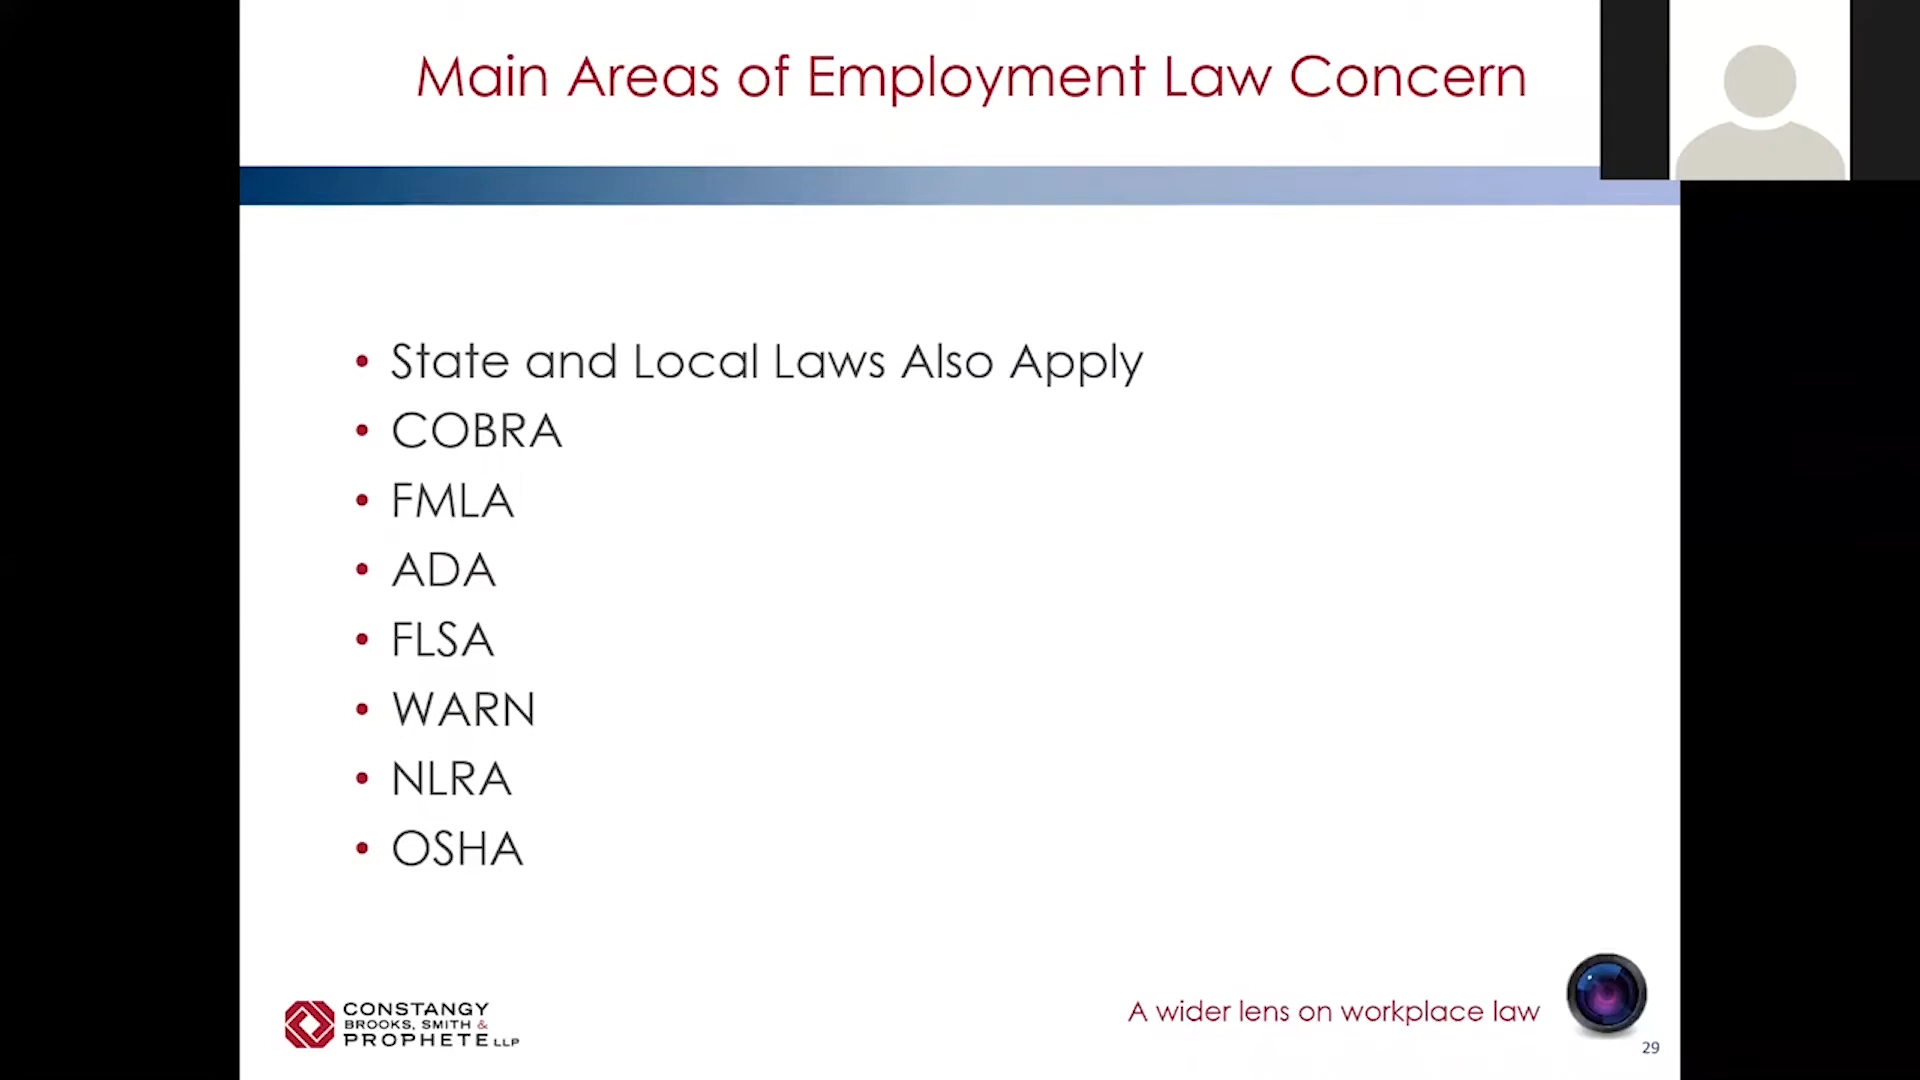 Main Areas of Employment Law Concern
• State and Local Laws Also Apply
• COBRA
• FMLA
• ADA
• FLSA
• WARN
• NLRA
• OSHA
CONSTANGY
BROOKS, SMITH &
PROPHETE LLP
A wider lens on workplace law
29